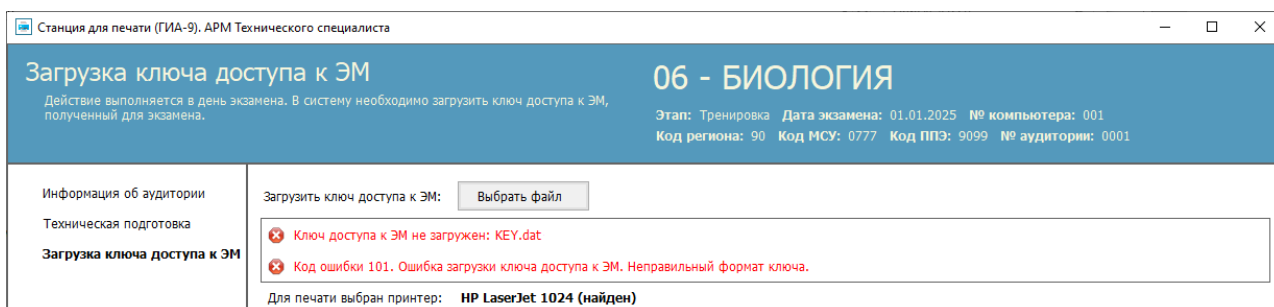 Станция для печати (ГИА-9). АРМ Технического специалиста
Загрузка ключа доступа к ЭМ
Действие выполняется в день экзамена. В систему необходимо загрузить ключ доступа к ЭМ,
полученный для экзамена.
06 - БИОЛОГИЯ
Этап: Тренировка Дата экзамена: 01.01.2025 № компьютера: 001
Код региона: 90 Код МСУ: 0777 Код ППЭ: 9099 № аудитории: 0001
Информация об аудитории
Техническая подготовка
Загрузка ключа доступа к ЭМ
Загрузить ключ доступа к ЭМ: Выбрать файл
Ключ доступа к ЭМ не загружен: KEY.dat
Код ошибки 101. Ошибка загрузки ключа доступа к ЭМ. Неправильный формат ключа.
Для печати выбран принтер: HP LaserJet 1024 (найден)